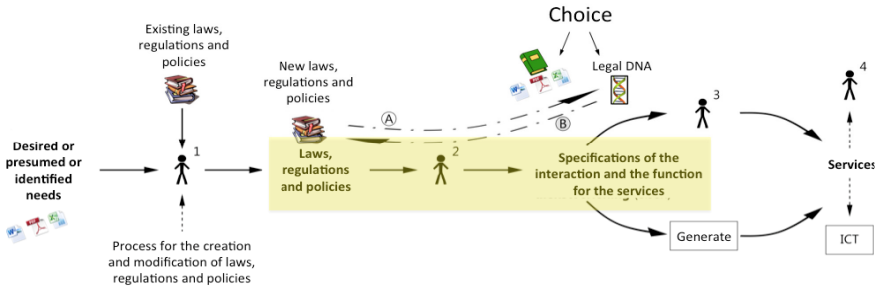 Choice
Existing laws,
regulations and
policies
New laws,
regulations and
policies
Legal DNA
A
B
1
2
3
4
Desired or
presumed or
identified
needs
Laws,
regulations
and policies
Specifications of the
interaction and the function
for the services
Services
Process for the creation
and modification of laws,
regulations and policies
Generate
ICT